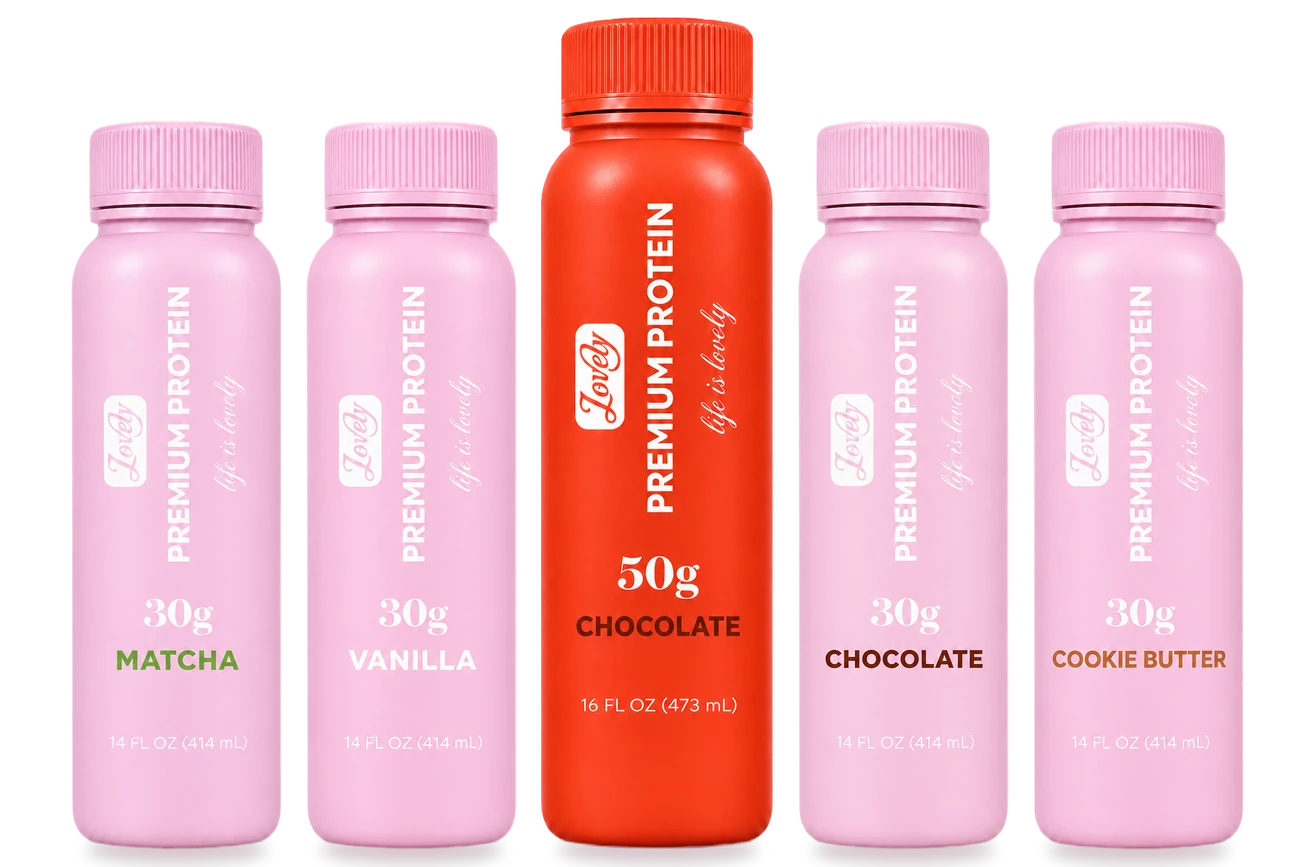 Lovely
PREMIUM PROTEIN
life is lovely
30g
MATCHA
14 FL OZ (414 mL)
Lovely
PREMIUM PROTEIN
life is lovely
30g
VANILLA
14 FL OZ (414 mL)
Lovely
PREMIUM PROTEIN
life is lovely
50g
CHOCOLATE
16 FL OZ (473 mL)
Lovely
PREMIUM PROTEIN
life is lovely
30g
CHOCOLATE
14 FL OZ (414 mL)
Lovely
PREMIUM PROTEIN
life is lovely
30g
COOKIE BUTTER
14 FL OZ (414 mL)